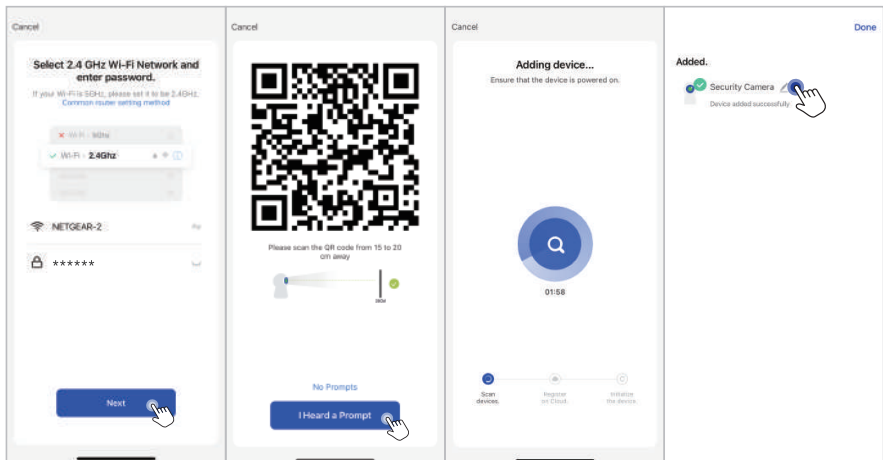 Cancel
Select 2.4 GHz Wi-Fi Network and
enter password.
If your Wi-Fi is 5GHz, please set it to be 2.4GHz.
Common router setting method
Wi-Fi - 5Ghz
Wi-Fi - 2.4Ghz
NETGEAR-2
******
Next
Cancel
Please scan the QR code from 15 to 20
cm away
No Prompts
I Heard a Prompt
Cancel
Adding device...
Ensure that the device is powered on.
01:58
Scan
devices.
Register
on Cloud.
Initialize
the device.
Done
Added.
Security Camera
Device added successfully.